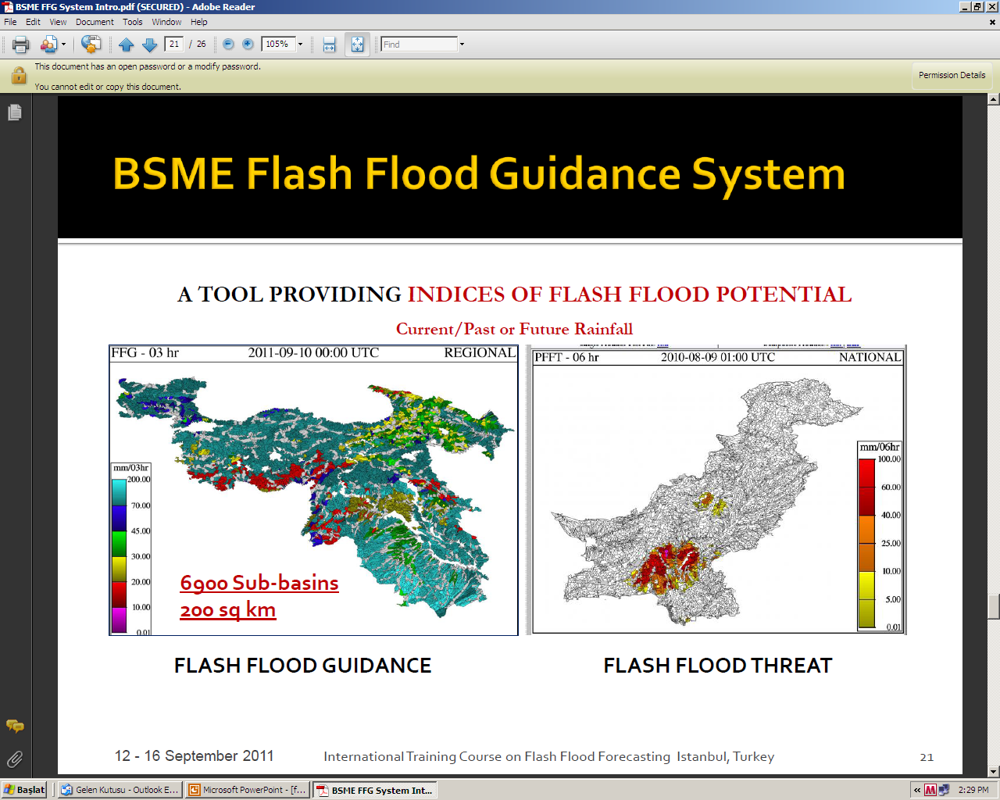 BSME FFG System Intro.pdf (SECURED) - Adobe Reader
File Edit View Document Tools Window Help
21 / 26 105% Find
This document has an open password or a modify password.
You cannot edit or copy this document.
Permission Details
BSME Flash Flood Guidance System
A TOOL PROVIDING INDICES OF FLASH FLOOD POTENTIAL
Current/Past or Future Rainfall
FFG - 03 hr 2011-09-10 00:00 UTC REGIONAL
mm/03hr
200.00
70.00
45.00
30.00
20.00
10.00
0.01
6900 Sub-basins
200 sq km
PFFT - 06 hr 2010-08-09 01:00 UTC NATIONAL
mm/06hr
100.00
60.00
40.00
25.00
10.00
5.00
0.01
FLASH FLOOD GUIDANCE
FLASH FLOOD THREAT
12 - 16 September 2011 International Training Course on Flash Flood Forecasting Istanbul, Turkey 21
Başlat Gelen Kutusu - Outlook E... Microsoft PowerPoint - [f... BSME FFG System Int... « 2:29 PM